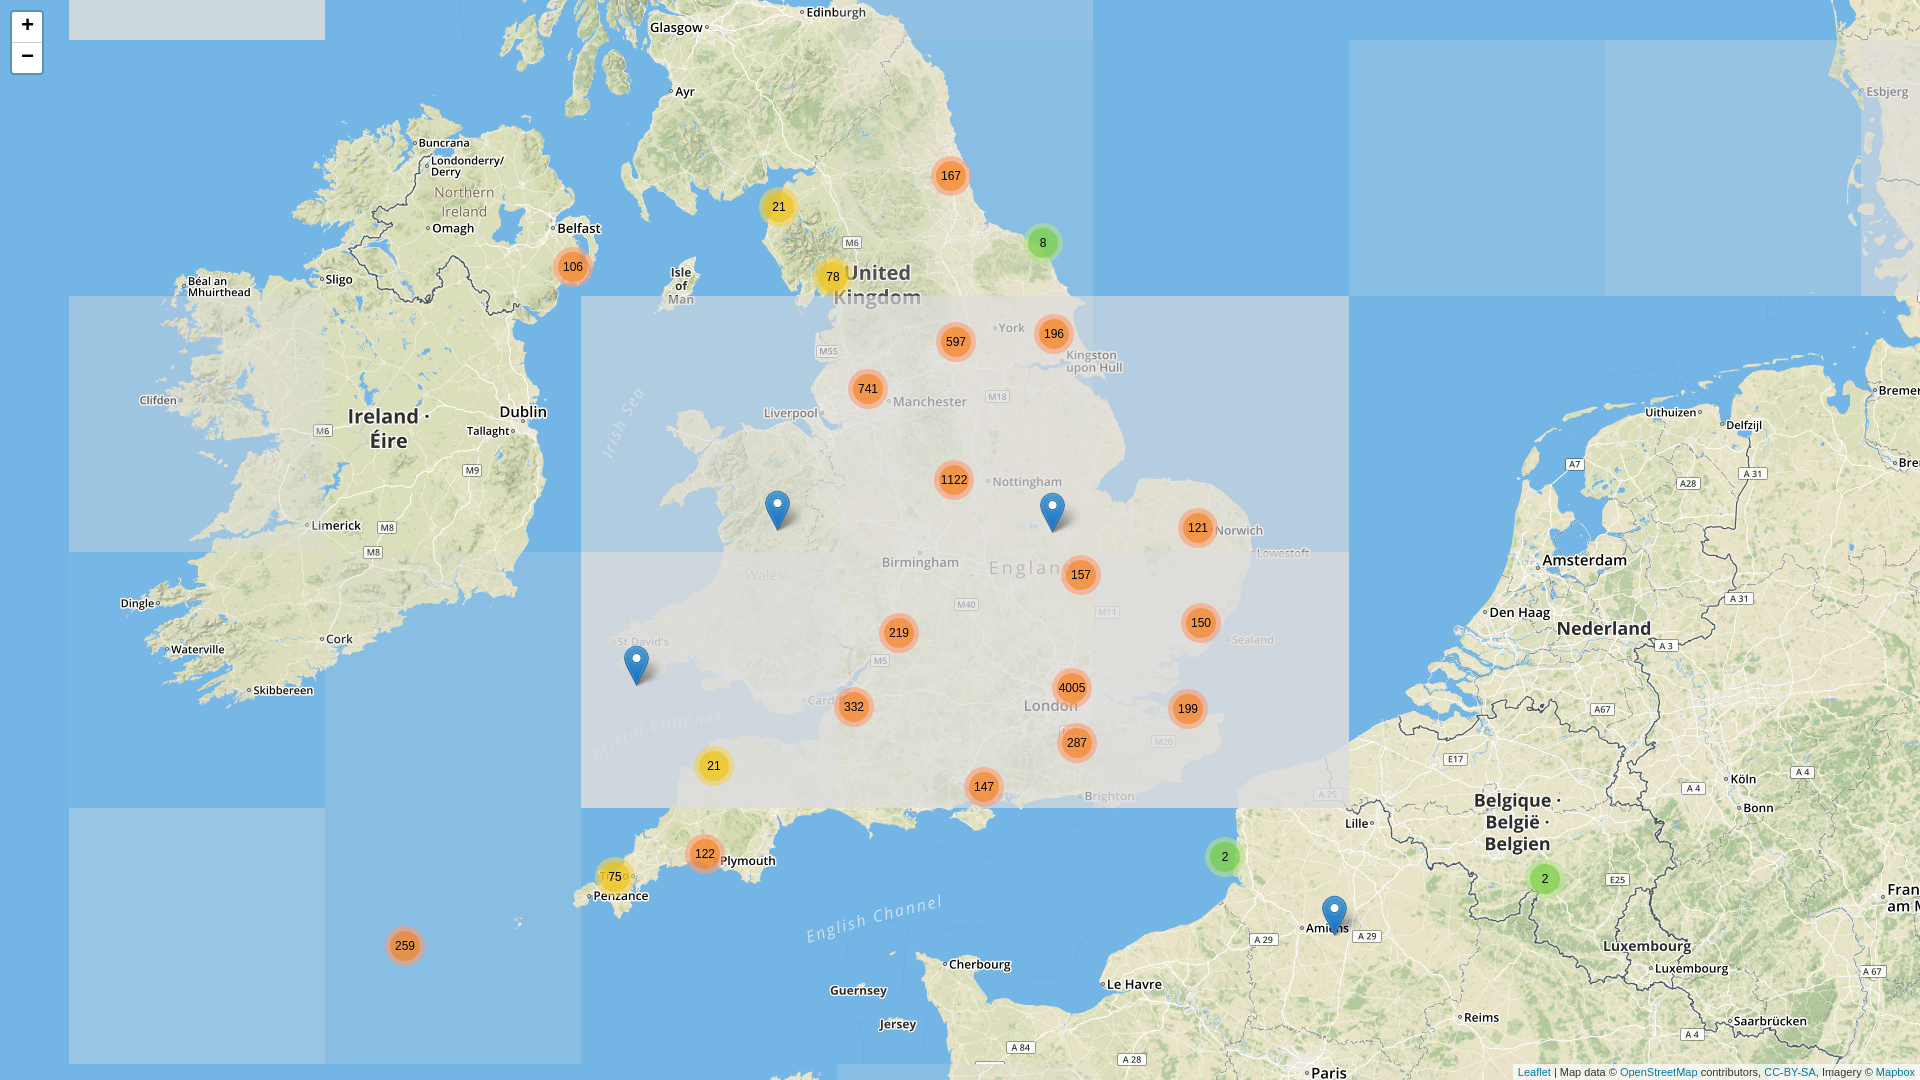 +
−
Edinburgh
Glasgow
Ayr
Esbjerg
Buncrana
Londonderry/
Derry
167
Northern
Ireland
21
Omagh
Belfast
M6
8
106
78
United
Kingdom
Isle
of
Man
Sligo
Béal an
Mhuirthead
York
196
597
M55
Kingston
upon Hull
741
M18
Manchester
Liverpool
Irish Sea
Clifden
Ireland ·
Éire
Dublin
M6
Tallaght
Uithuizen
Delfzijl
M9
A7
A 31
A28
1122
Nottingham
Limerick
M8
M8
121
Norwich
Lowestoft
Birmingham
Wales
157
Amsterdam
Dingle
M40
M11
A 31
Den Haag
150
Nederland
219
Cork
St David's
Sealand
A 3
Waterville
M5
Skibbereen
4005
332
London
199
A67
Bristol Channel
287
M20
E17
21
A 4
Köln
147
Brighton
A 25
A 4
Bonn
Belgique ·
België ·
Belgien
Lille
122
Plymouth
2
75
Penzance
2
E25
English Channel
Amiens
A 29
A 29
259
Luxembourg
Luxembourg
Cherbourg
A 67
Le Havre
Guernsey
Reims
Jersey
Saarbrücken
A 84
A 28
A 4
Paris
Leaflet | Map data © OpenStreetMap contributors, CC-BY-SA, Imagery © Mapbox